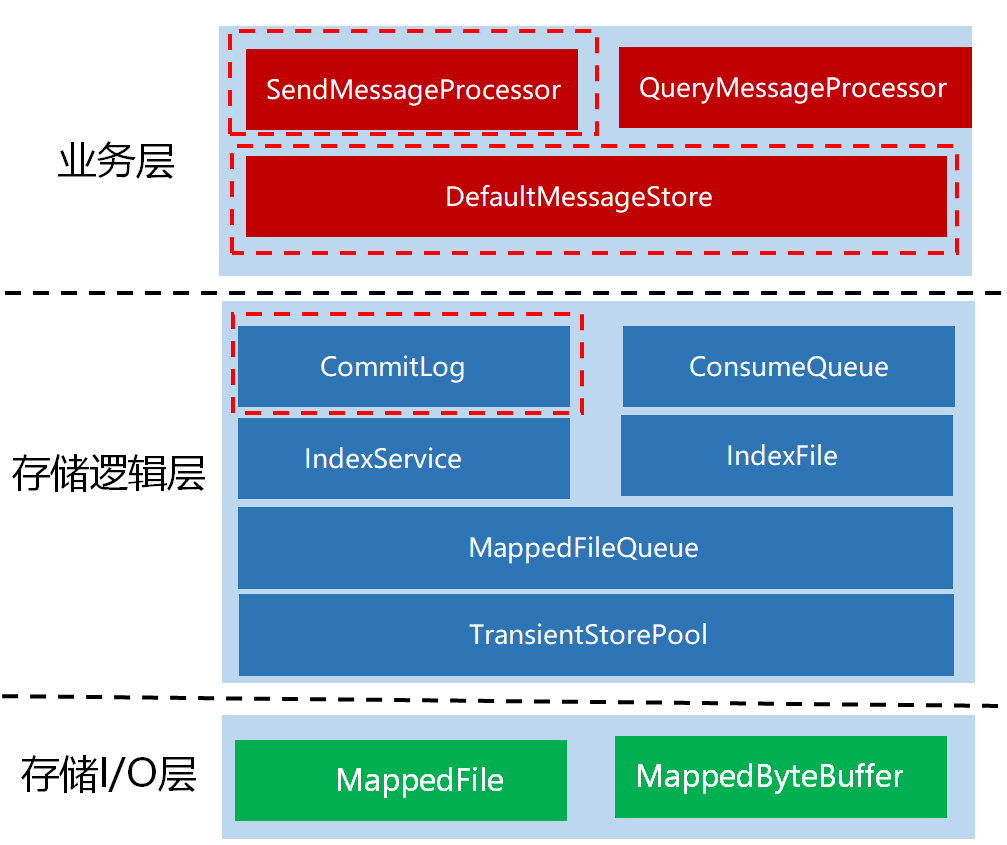 业务层
SendMessageProcessor
QueryMessageProcessor
DefaultMessageStore
存储逻辑层
CommitLog
ConsumeQueue
IndexService
IndexFile
MappedFileQueue
TransientStorePool
存储I/O层
MappedFile
MappedByteBuffer